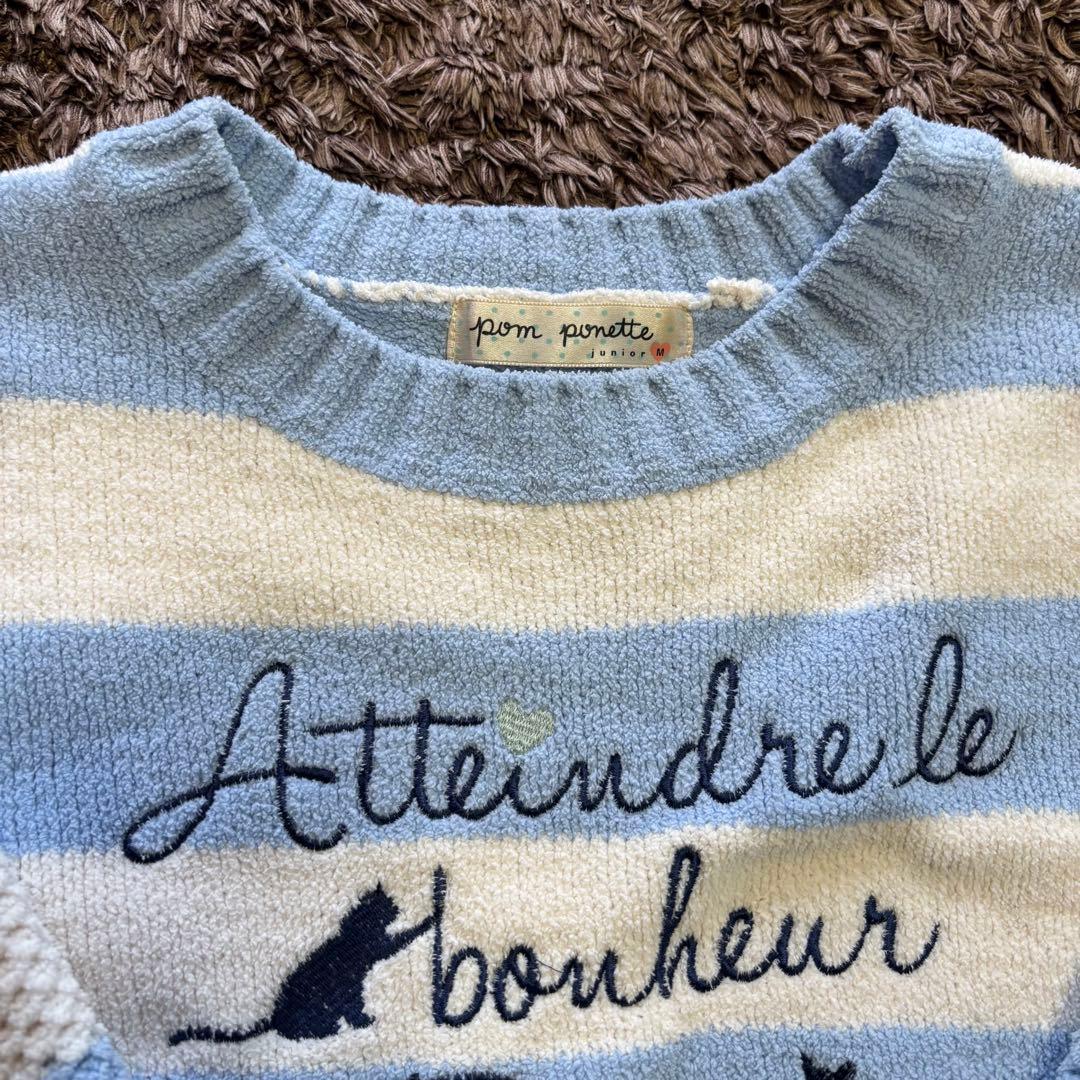 pom ponette
junior M
Atteindre le
bonheur